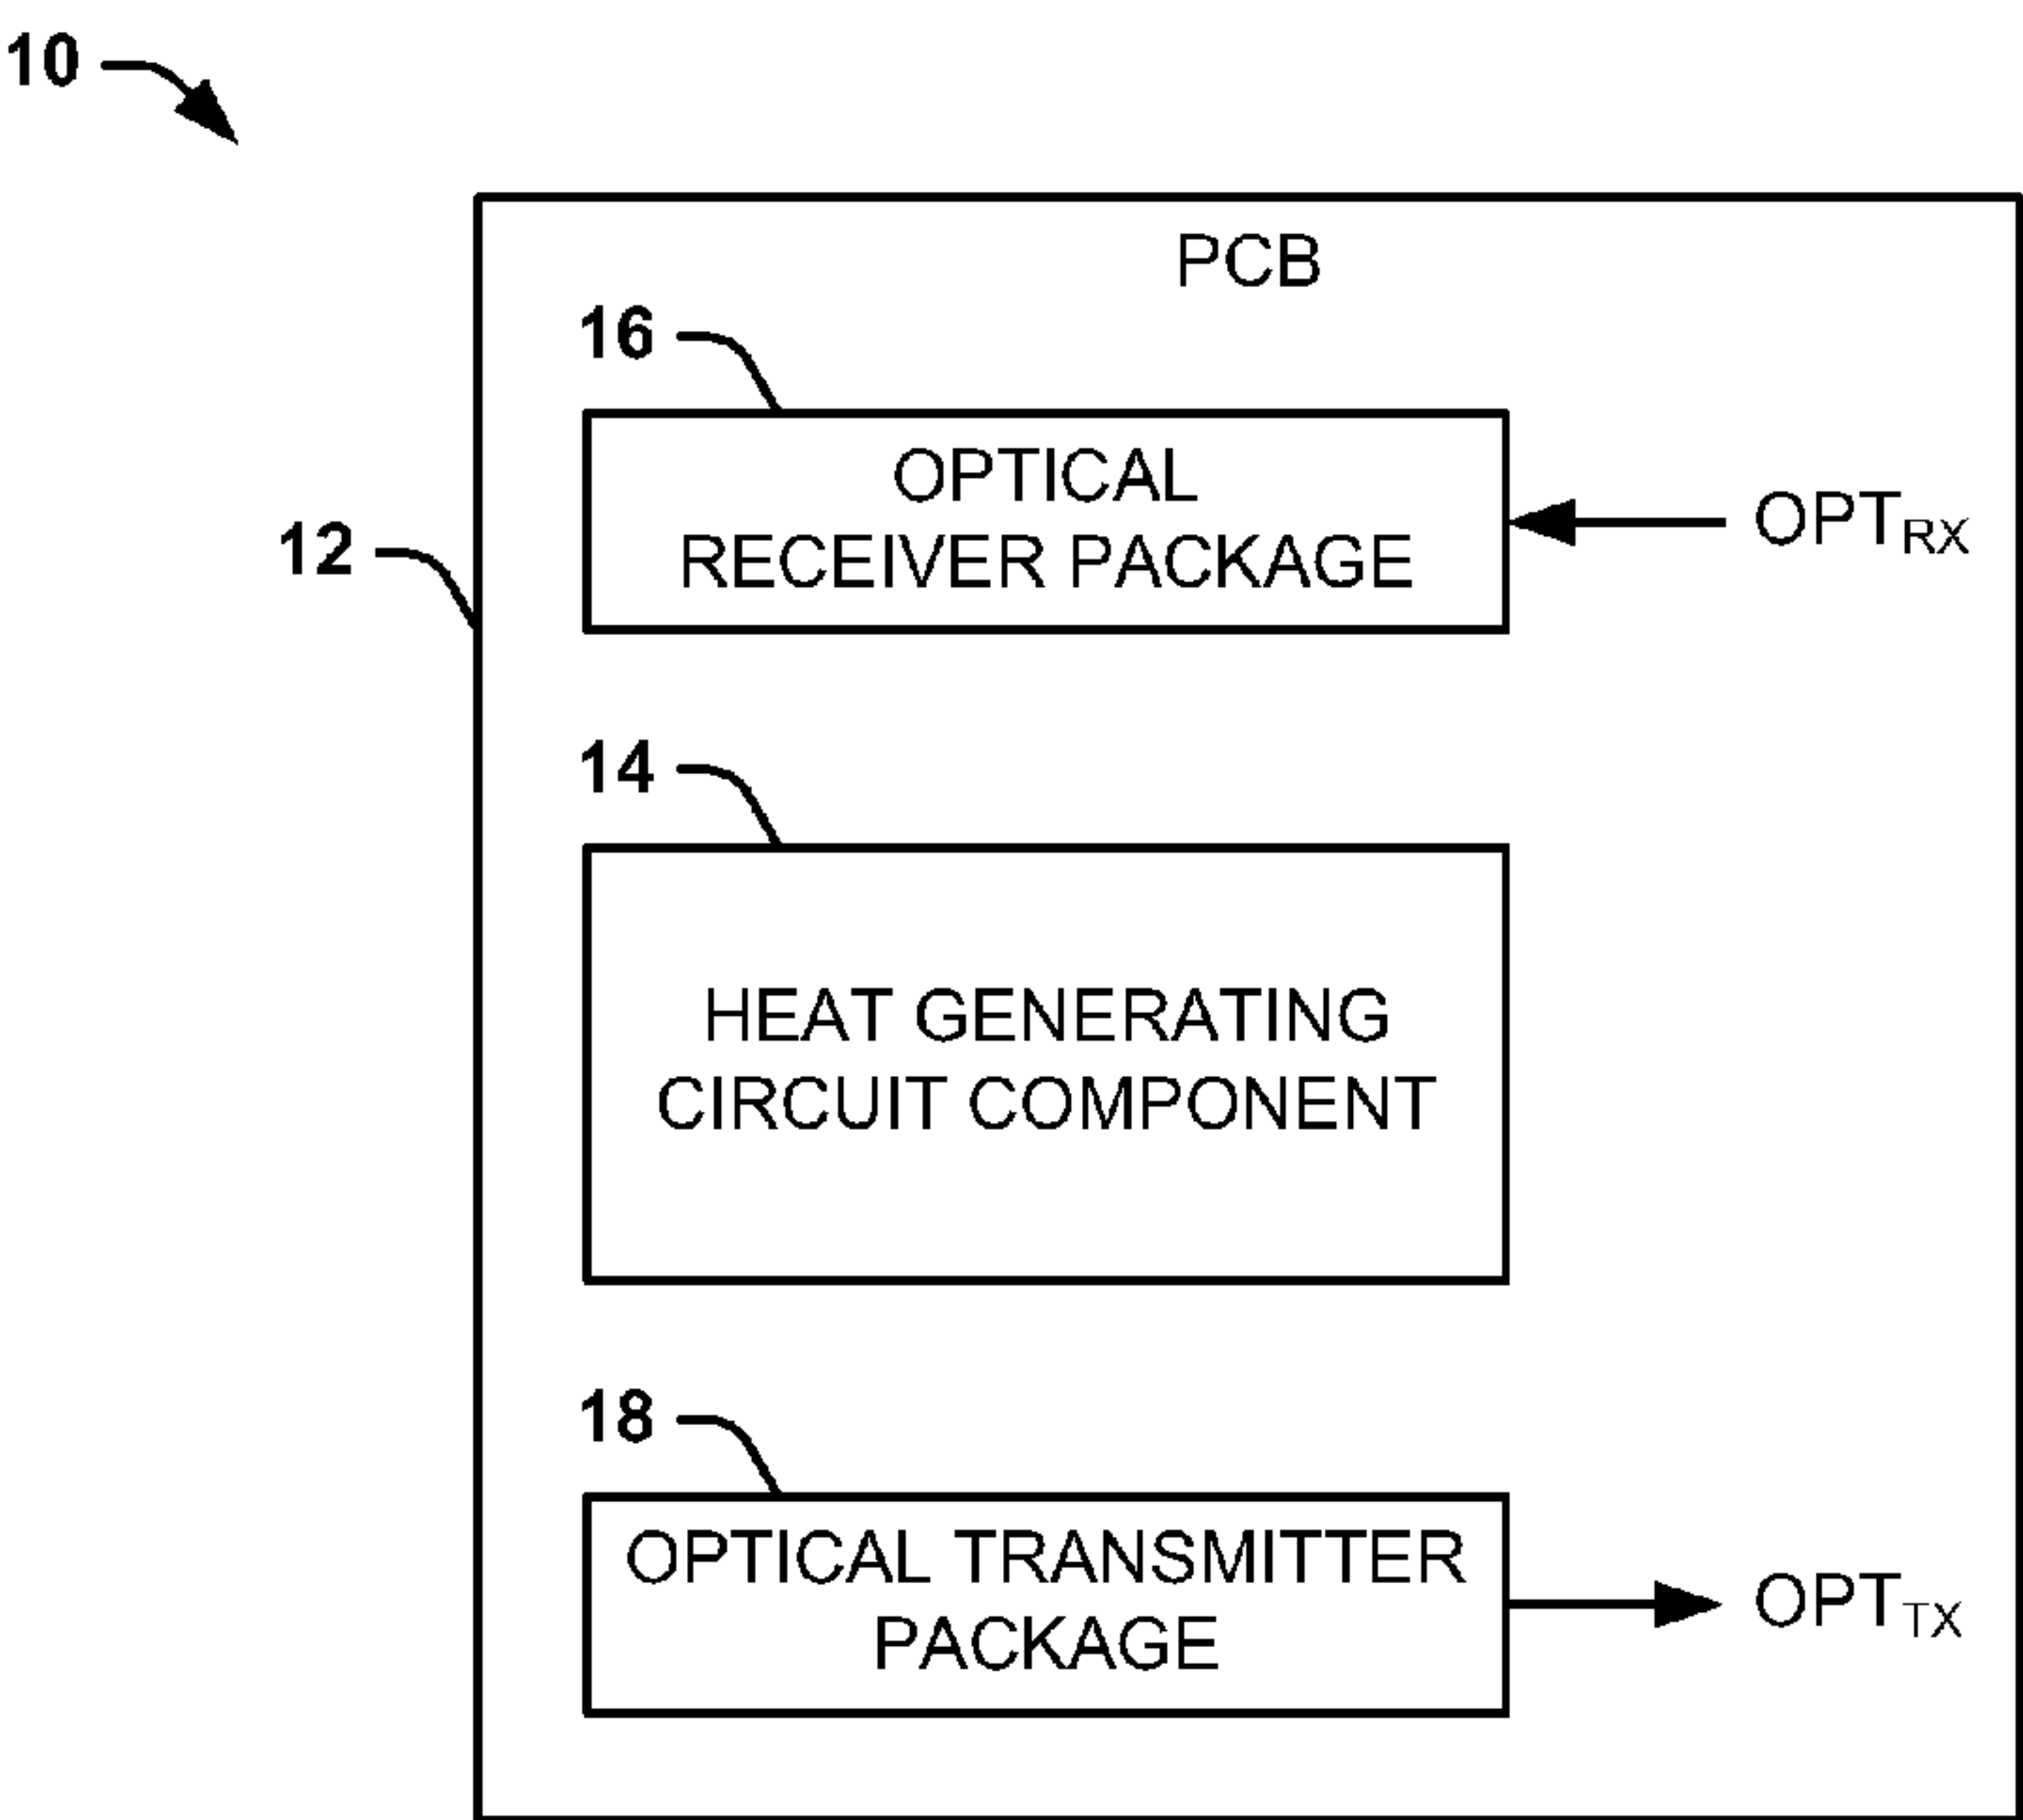 10
PCB
16
OPTICAL
RECEIVER PACKAGE
OPTRX
12
14
HEAT GENERATING
CIRCUIT COMPONENT
18
OPTICAL TRANSMITTER
PACKAGE
OPTTX